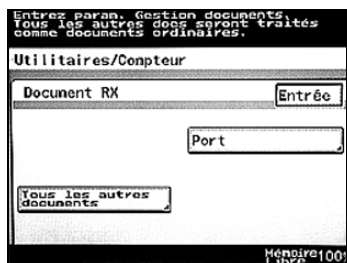 Entrez param. Gestion documents.
Tous les autres docs seront traités
comme documents ordinaires.
Utilitaires/Compteur
Document RX
Entrée
Port
Tous les autres
documents
Mémoire
Libre 100%